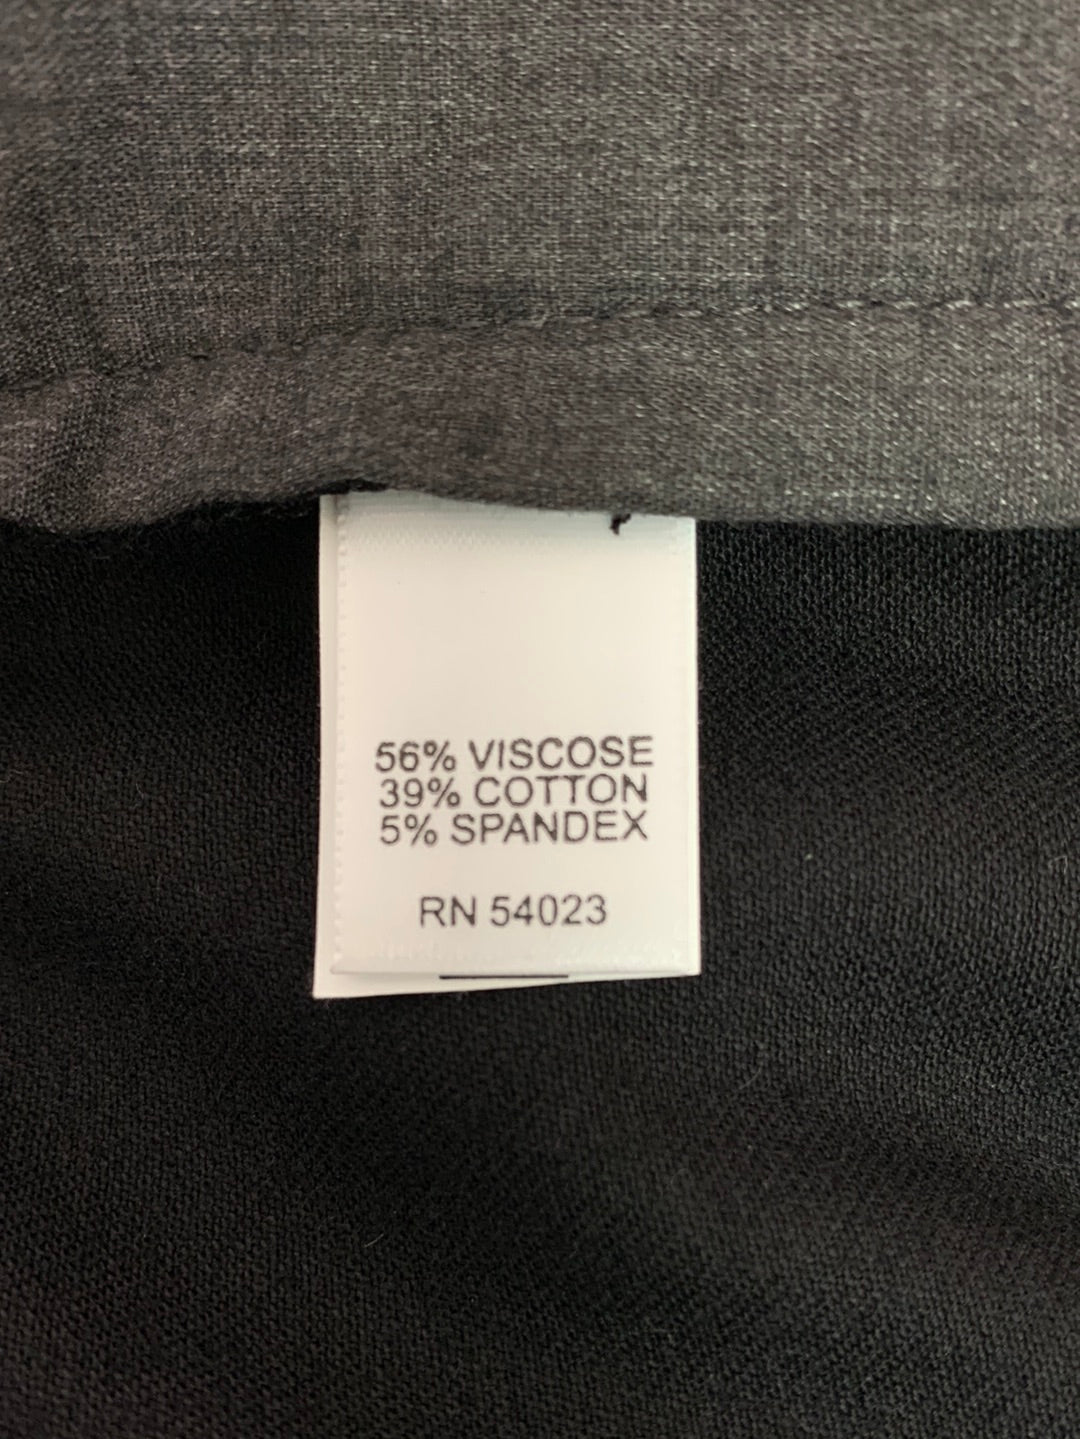 56% VISCOSE
39% COTTON
5% SPANDEX
RN 54023